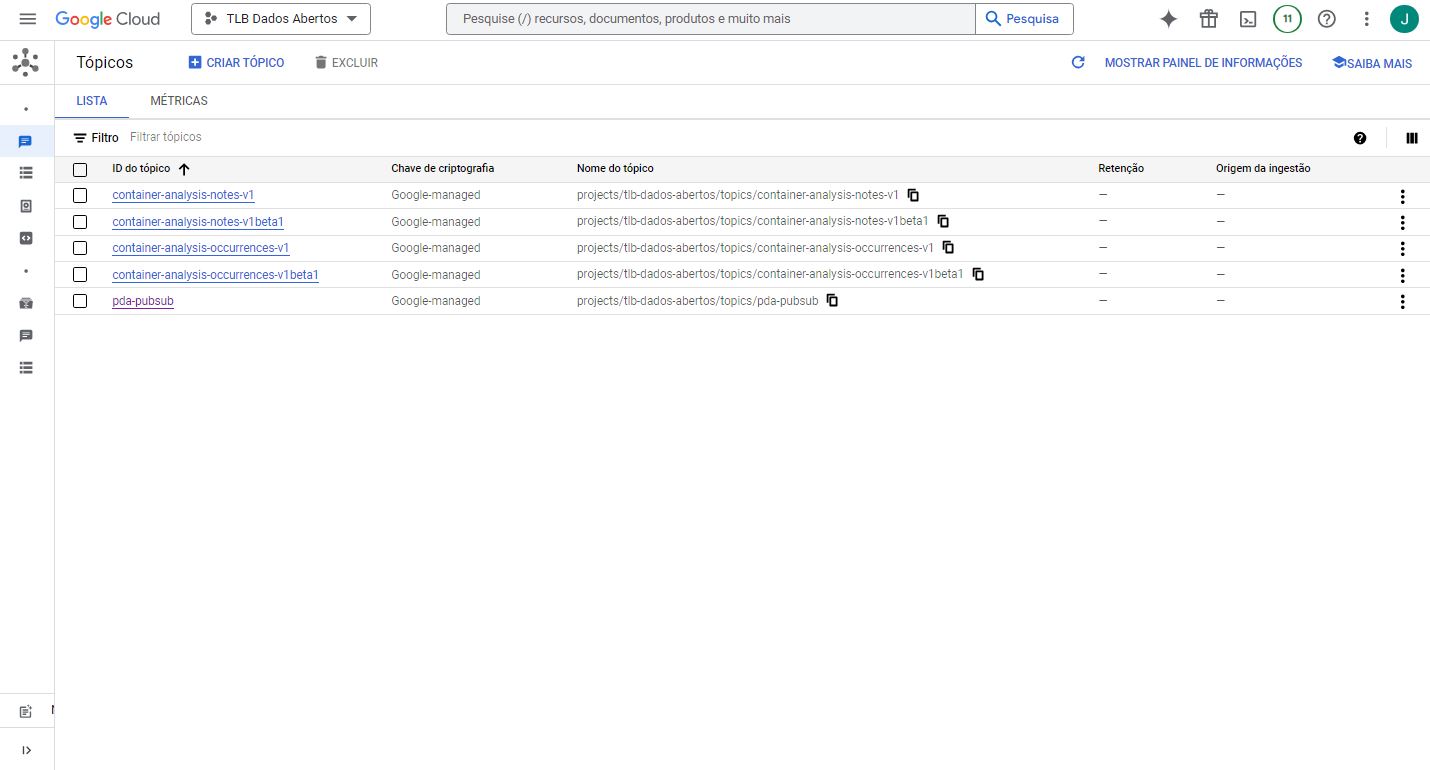 Google Cloud TLB Dados Abertos Pesquise (/) recursos, documentos, produtos e muito mais Pesquisa 11 J
Tópicos CRIAR TÓPICO EXCLUIR MOSTRAR PAINEL DE INFORMAÇÕES SAIBA MAIS
LISTA MÉTRICAS
Filtro Filtrar tópicos
ID do tópico Chave de criptografia Nome do tópico Retenção Origem da ingestão
container-analysis-notes-v1 Google-managed projects/tlb-dados-abertos/topics/container-analysis-notes-v1 — —
container-analysis-notes-v1beta1 Google-managed projects/tlb-dados-abertos/topics/container-analysis-notes-v1beta1 — —
container-analysis-occurrences-v1 Google-managed projects/tlb-dados-abertos/topics/container-analysis-occurrences-v1 — —
container-analysis-occurrences-v1beta1 Google-managed projects/tlb-dados-abertos/topics/container-analysis-occurrences-v1beta1 — —
pda-pubsub Google-managed projects/tlb-dados-abertos/topics/pda-pubsub — —